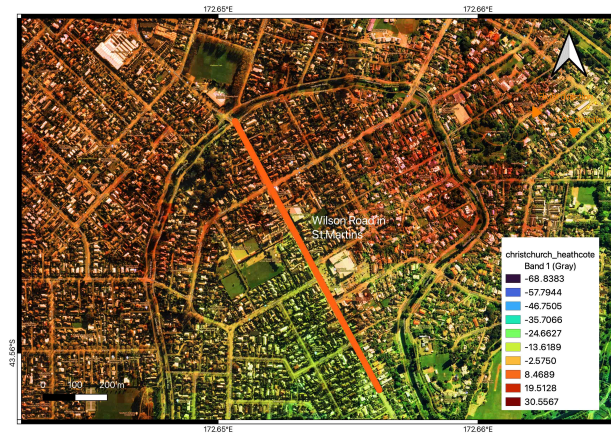 172.65°E
172.66°E
Wilson Road in
St Martins
christchurch_heathcote
Band 1 (Gray)
-68.8383
-57.7944
-46.7505
-35.7066
-24.6627
-13.6189
-2.5750
8.4689
19.5128
30.5567
43.56°S
0 100 200 m
172.65°E
172.66°E